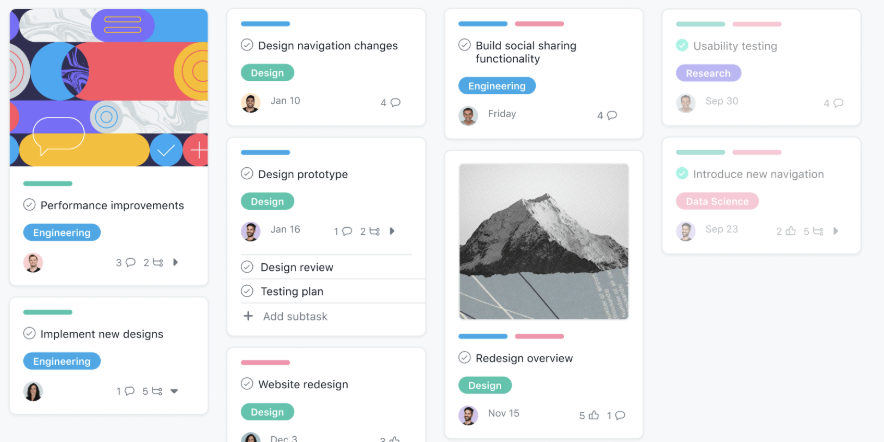 Performance improvements
Engineering
3
2
Implement new designs
Engineering
1
5
Design navigation changes
Design
Jan 10
4
Design prototype
Design
Jan 16
1
2
Design review
Testing plan
Add subtask
Website redesign
Design
Dec 3
3
Build social sharing
functionality
Engineering
Friday
4
Redesign overview
Design
Nov 15
5
1
Usability testing
Research
Sep 30
4
Introduce new navigation
Data Science
Sep 23
2
5